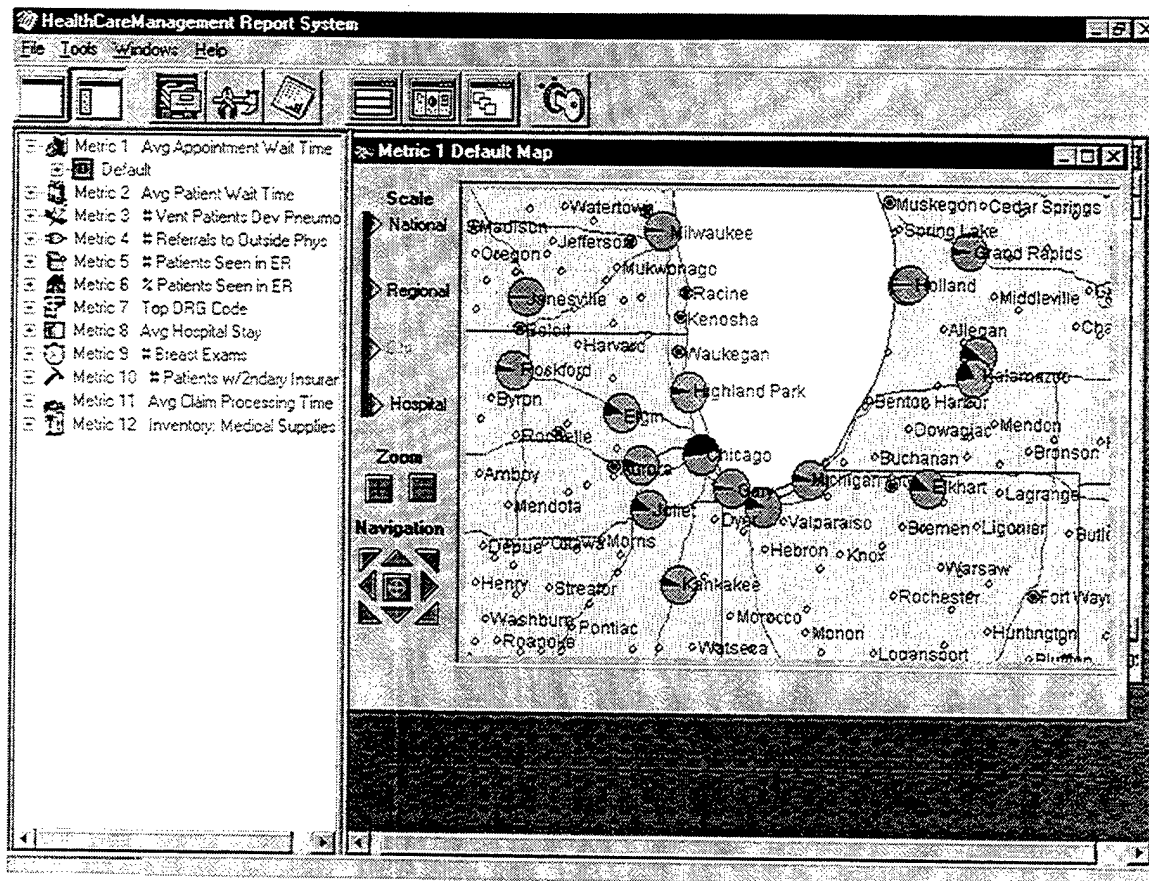 HealthCareManagement Report System
File Tools Windows Help
Metric 1 Avg Appointment Wait Time
Default
Metric 2 Avg Patient Wait Time
Metric 3 # Vent Patients Dev Pneumo
Metric 4 # Referrals to Outside Phys
Metric 5 # Patients Seen in ER
Metric 6 % Patients Seen in ER
Metric 7 Top DRG Code
Metric 8 Avg Hospital Stay
Metric 9 # Breast Exams
Metric 10 # Patients w/2ndary Insurar
Metric 11 Avg Claim Processing Time
Metric 12 Inventory: Medical Supplies
Metric 1 Default Map
Scale
National
Regional
Hospital
Zoom
Navigation
Watertown
Muskegon
Cedar Springs
Madison
Jefferson
Milwaukee
Spring Lake
Oregon
Grand Rapids
Mukwonago
Janesville
Racine
Holland
Middleville
Beloit
Kenosha
Allegan
Cha
Harvard
Waukegan
Rockford
Kalamazoo
Byron
Highland Park
Benton Harbor
Elgin
Dowagiac
Mendon
Rochelle
Chicago
Buchanan
Bronson
Amboy
Aurora
Gary
Elkhart
Lagrange
Mendota
Joliet
Dyer
Valparaiso
Bremen
Ligonier
Butl
Depue
Ottawa
Morris
Hebron
Knox
Henry
Streator
Kankakee
Warsaw
Rochester
Fort Wayn
Washburn
Pontiac
Morocco
Monon
Huntington
Roanoke
Watseka
Logansport
Bluffton